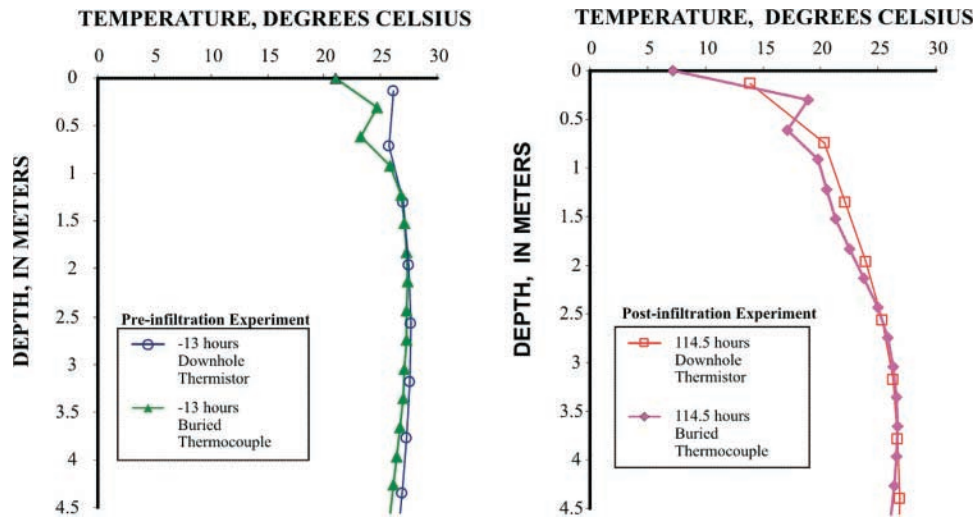 TEMPERATURE, DEGREES CELSIUS
0 5 10 15 20 25 30
0
0.5
1
1.5
2
2.5
3
3.5
4
4.5
DEPTH, IN METERS
Pre-infiltration Experiment
-13 hours
Downhole
Thermistor
-13 hours
Buried
Thermocouple
TEMPERATURE, DEGREES CELSIUS
0 5 10 15 20 25 30
0
0.5
1
1.5
2
2.5
3
3.5
4
4.5
DEPTH, IN METERS
Post-infiltration Experiment
114.5 hours
Downhole
Thermistor
114.5 hours
Buried
Thermocouple